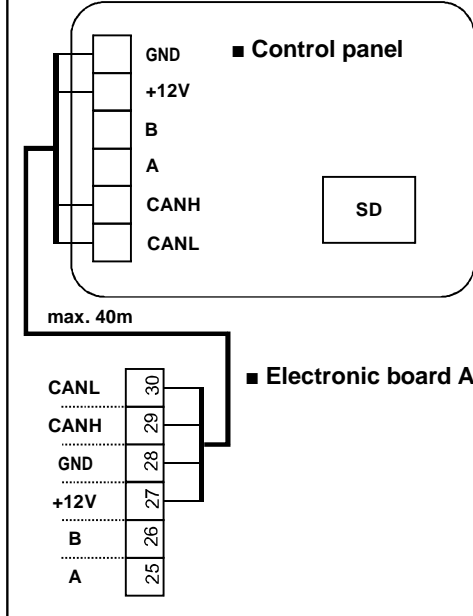 GND
■ Control panel
+12V
B
A
CANH
SD
CANL
max. 40m
■ Electronic board A
CANL 30
CANH 29
GND 28
+12V 27
B 26
A 25